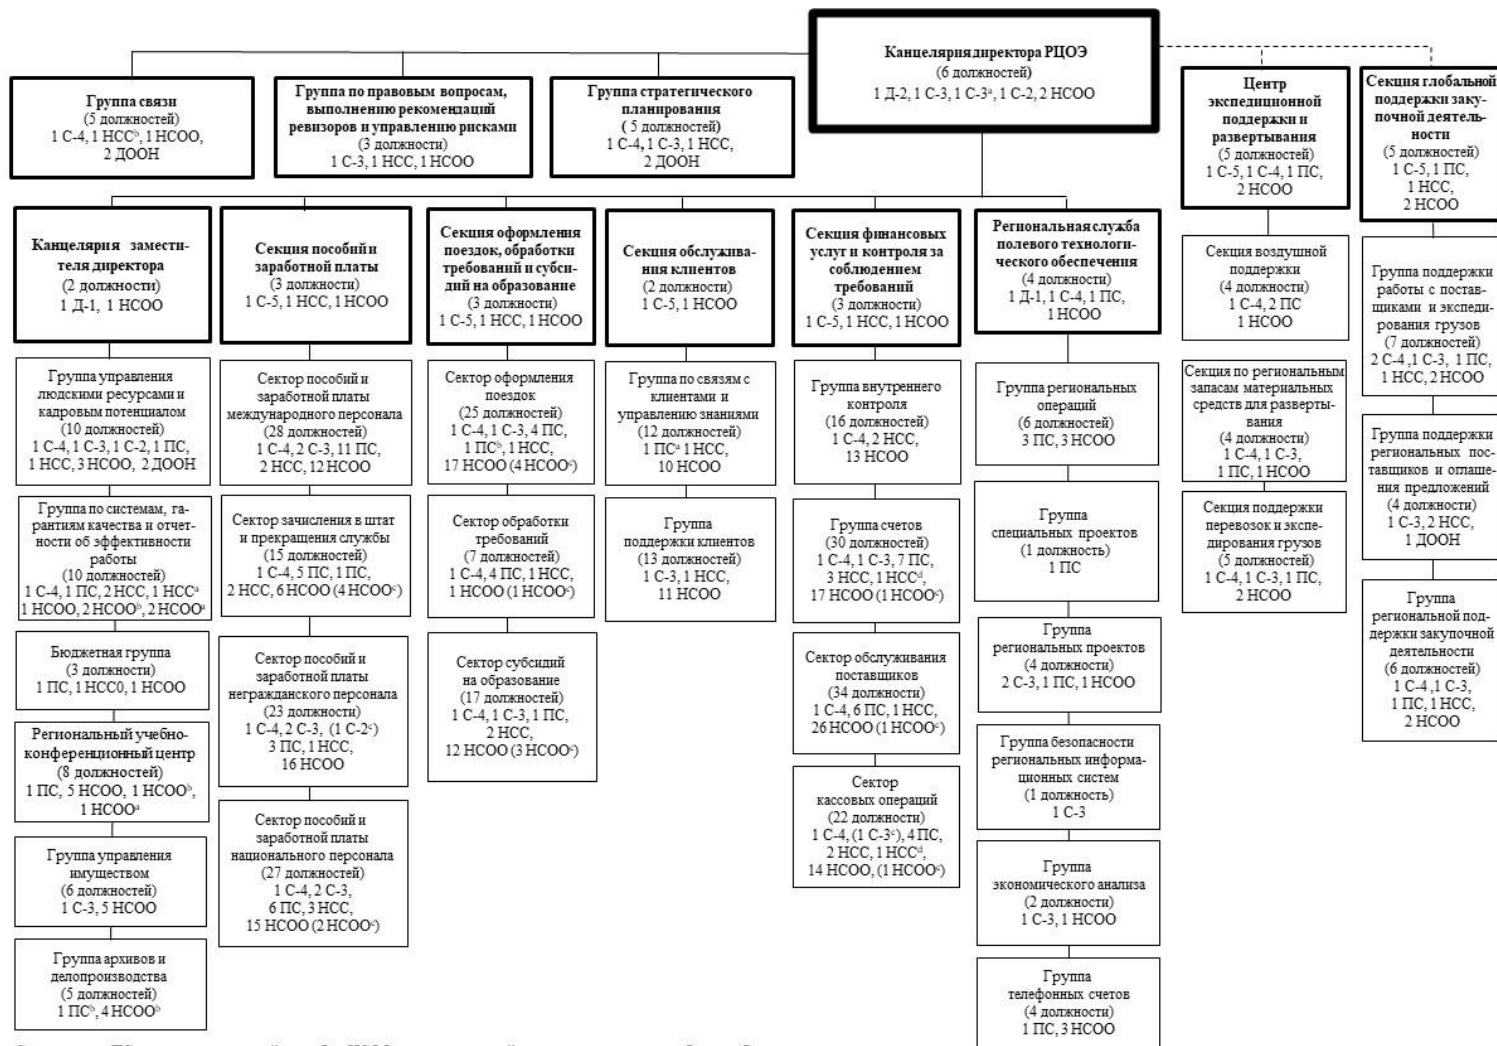 Канцелярия директора РЦОЭ
(6 должностей)
1 Д-2, 1 С-3, 1 С-3ᵃ, 1 С-2, 2 НСОО
Группа связи
(5 должностей)
1 С-4, 1 НССᵇ, 1 НСОО,
2 ДООН
Группа по правовым вопросам,
выполнению рекомендаций
ревизоров и управлению рисками
(3 должности)
1 С-3, 1 НСС, 1 НСОО
Группа стратегического
планирования
( 5 должностей)
1 С-4, 1 С-3, 1 НСС,
2 ДООН
Центр
экспедиционной
поддержки и
развертывания
(5 должностей)
1 С-5, 1 С-4, 1 ПС,
2 НСОО
Секция глобальной
поддержки заку-
почной деятель-
ности
(5 должностей)
1 С-5, 1 ПС,
1 НСС,
2 НСОО
Канцелярия замести-
теля директора
(2 должности)
1 Д-1, 1 НСОО
Группа управления
людскими ресурсами и
кадровым потенциалом
(10 должностей)
1 С-4, 1 С-3, 1 С-2, 1 ПС,
1 НСС, 3 НСОО, 2 ДООН
Группа по системам, га-
рантиям качества и отчет-
ности об эффективности
работы
(10 должностей)
1 С-4, 1 ПС, 2 НСС, 1 НССᵃ
1 НСОО, 2 НСООᵇ, 2 НСООᵃ
Бюджетная группа
(3 должности)
1 ПС, 1 НСС0, 1 НСОО
Региональный учебно-
конференционный центр
(8 должностей)
1 ПС, 5 НСОО, 1 НСООᵇ,
1 НСООᵃ
Группа управления
имуществом
(6 должностей)
1 С-3, 5 НСОО
Группа архивов и
делопроизводства
(5 должностей)
1 ПСᵇ, 4 НСООᵇ
Секция пособий и
заработной платы
(3 должности)
1 С-5, 1 НСС, 1 НСОО
Сектор пособий и
заработной платы
международного персонала
(28 должностей)
1 С-4, 2 С-3, 11 ПС,
2 НСС, 12 НСОО
Сектор зачисления в штат
и прекращения службы
(15 должностей)
1 С-4, 5 ПС, 1 ПС,
2 НСС, 6 НСОО (4 НСООᶜ)
Сектор пособий и
заработной платы
негражданского персонала
(23 должности)
1 С-4, 2 С-3, (1 С-2ᶜ)
3 ПС, 1 НСС,
16 НСОО
Сектор пособий и
заработной платы
национального персонала
(27 должностей)
1 С-4, 2 С-3,
6 ПС, 3 НСС,
15 НСОО (2 НСООᶜ)
Секция оформления
поездок, обработки
требований и субси-
дий на образование
(3 должности)
1 С-5, 1 НСС, 1 НСОО
Сектор оформления
поездок
(25 должностей)
1 С-4, 1 С-3, 4 ПС,
1 ПСᵇ, 1 НСС,
17 НСОО (4 НСООᶜ)
Сектор обработки
требований
(7 должностей)
1 С-4, 4 ПС, 1 НСС,
1 НСОО (1 НСООᶜ)
Сектор субсидий
на образование
(17 должностей)
1 С-4, 1 С-3, 1 ПС,
2 НСС,
12 НСОО (3 НСООᶜ)
Секция обслужива-
ния клиентов
(2 должности)
1 С-5, 1 НСОО
Группа по связям с
клиентами и
управлению знаниями
(12 должностей)
1 ПСᵃ 1 НСС,
10 НСОО
Группа
поддержки клиентов
(13 должностей)
1 С-3, 1 НСС,
11 НСОО
Секция финансовых
услуг и контроля за
соблюдением
требований
(3 должности)
1 С-5, 1 НСС, 1 НСОО
Группа внутреннего
контроля
(16 должностей)
1 С-4, 2 НСС,
13 НСОО
Группа счетов
(30 должностей)
1 С-4, 1 С-3, 7 ПС,
3 НСС, 1 НССᵈ,
17 НСОО (1 НСООᶜ)
Сектор обслуживания
поставщиков
(34 должности)
1 С-4, 6 ПС, 1 НСС,
26 НСОО (1 НСООᶜ)
Сектор
кассовых операций
(22 должности)
1 С-4, (1 С-3ᶜ), 4 ПС,
2 НСС, 1 НССᵈ,
14 НСОО, (1 НСООᶜ)
Региональная служба
полевого технологи-
ческого обеспечения
(4 должности)
1 Д-1, 1 С-4, 1 ПС,
1 НСОО
Группа региональных
операций
(6 должностей)
3 ПС, 3 НСОО
Группа
специальных проектов
(1 должность)
1 ПС
Группа
региональных проектов
(4 должности)
2 С-3, 1 ПС, 1 НСОО
Группа безопасности
региональных информа-
ционных систем
(1 должность)
1 С-3
Группа
экономического анализа
(2 должности)
1 С-3, 1 НСОО
Группа
телефонных счетов
(4 должности)
1 ПС, 3 НСОО
Секция воздушной
поддержки
(4 должности)
1 С-4, 2 ПС
1 НСОО
Секция по региональным
запасам материальных
средств для разверты-
вания
(4 должности)
1 С-4, 1 С-3,
1 ПС, 1 НСОО
Секция поддержки
перевозок и экспе-
дирования грузов
(5 должностей)
1 С-4, 1 С-3, 1 ПС,
2 НСОО
Группа поддержки
работы с постав-
щиками и экспеди-
рования грузов
(7 должностей)
2 С-4 ,1 С-3, 1 ПС,
1 НСС, 2 НСОО
Группа поддержки
региональных пос-
тавщиков и оглаше-
ния предложений
(4 должности)
1 С-3, 2 НСС,
1 ДООН
Группа
региональной под-
держки закупочной
деятельности
(6 должностей)
1 С-4 ,1 С-3,
1 ПС, 1 НСС,
2 НСОО